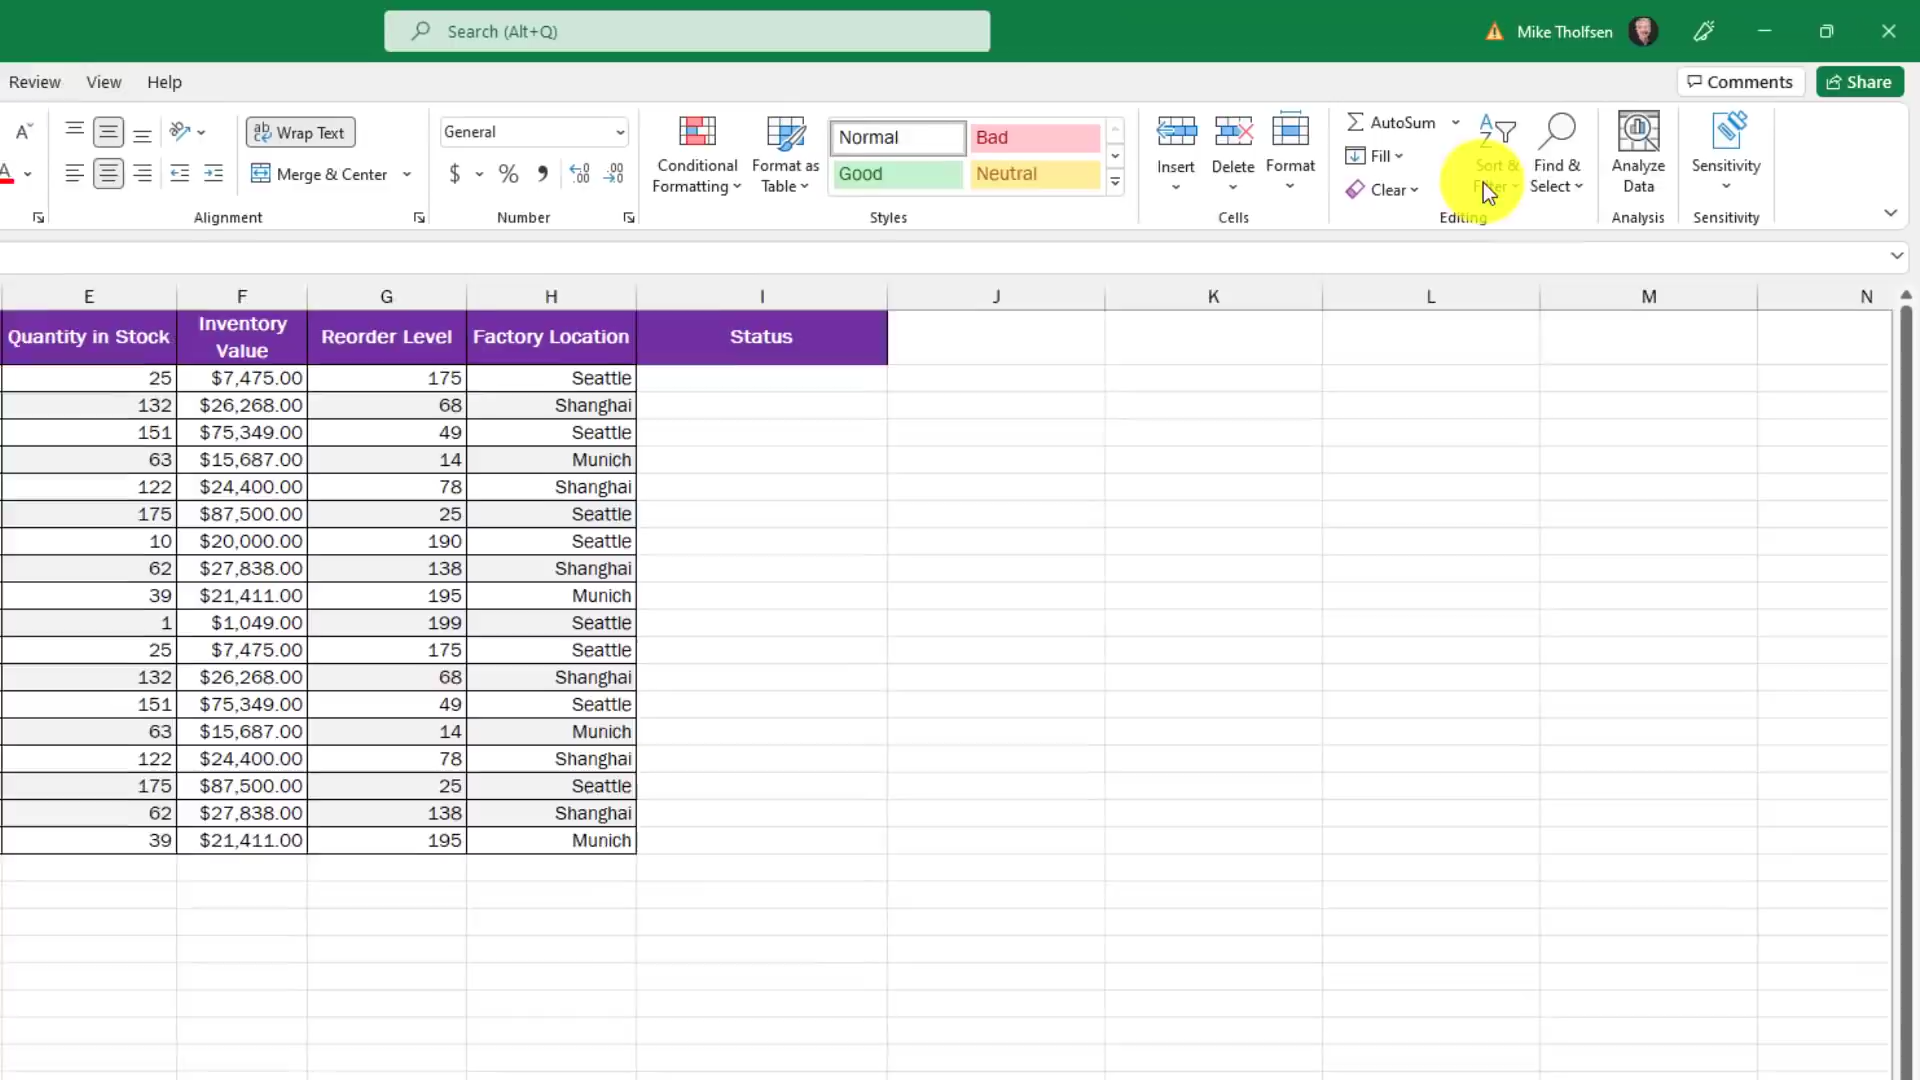 Search (Alt+Q)
Mike Tholfsen
Review View Help
Comments Share
A
ab Wrap Text
General
Normal Bad
AutoSum
Conditional Formatting
Format as Table
Insert Delete Format
Fill
Sort & Filter
Find & Select
Analyze Data
Sensitivity
A
Merge & Center
$ % , .00 .00
Good Neutral
Clear
Alignment Number Styles Cells Editing Analysis Sensitivity
E F G H I J K L M N
Quantity in Stock Inventory Value Reorder Level Factory Location Status
25 $7,475.00 175 Seattle
132 $26,268.00 68 Shanghai
151 $75,349.00 49 Seattle
63 $15,687.00 14 Munich
122 $24,400.00 78 Shanghai
175 $87,500.00 25 Seattle
10 $20,000.00 190 Seattle
62 $27,838.00 138 Shanghai
39 $21,411.00 195 Munich
1 $1,049.00 199 Seattle
25 $7,475.00 175 Seattle
132 $26,268.00 68 Shanghai
151 $75,349.00 49 Seattle
63 $15,687.00 14 Munich
122 $24,400.00 78 Shanghai
175 $87,500.00 25 Seattle
62 $27,838.00 138 Shanghai
39 $21,411.00 195 Munich